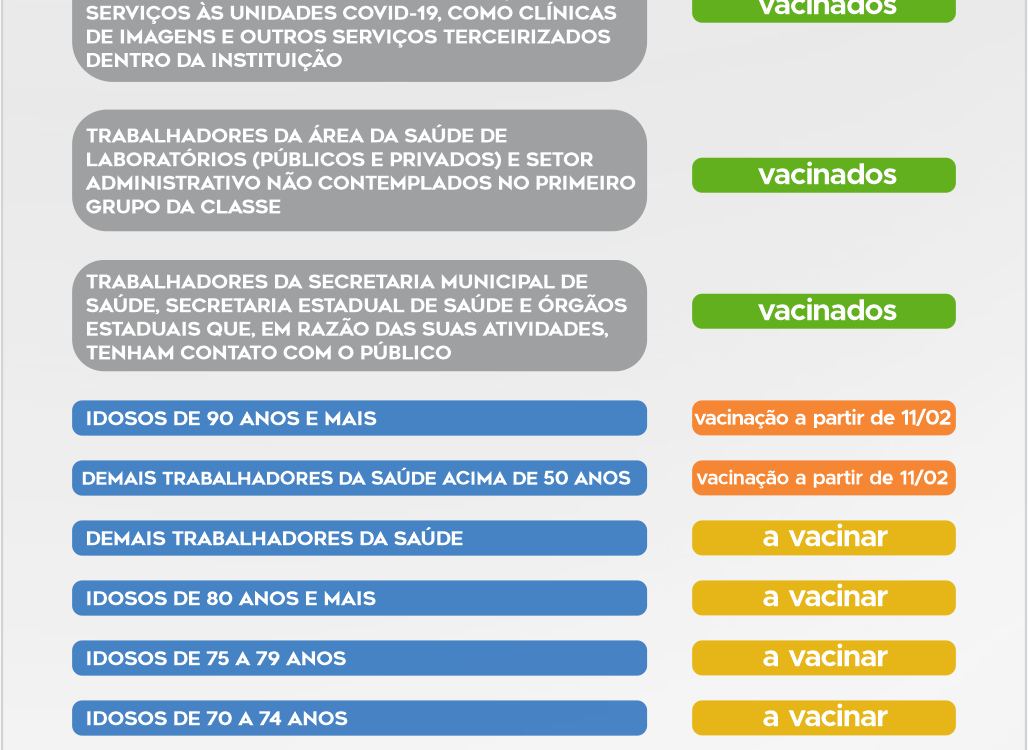 SERVIÇOS ÀS UNIDADES COVID-19, COMO CLÍNICAS
DE IMAGENS E OUTROS SERVIÇOS TERCEIRIZADOS
DENTRO DA INSTITUIÇÃO
vacinados
TRABALHADORES DA ÁREA DA SAÚDE DE
LABORATÓRIOS (PÚBLICOS E PRIVADOS) E SETOR
ADMINISTRATIVO NÃO CONTEMPLADOS NO PRIMEIRO
GRUPO DA CLASSE
vacinados
TRABALHADORES DA SECRETARIA MUNICIPAL DE
SAÚDE, SECRETARIA ESTADUAL DE SAÚDE E ÓRGÃOS
ESTADUAIS QUE, EM RAZÃO DAS SUAS ATIVIDADES,
TENHAM CONTATO COM O PÚBLICO
vacinados
IDOSOS DE 90 ANOS E MAIS
vacinação a partir de 11/02
DEMAIS TRABALHADORES DA SAÚDE ACIMA DE 50 ANOS
vacinação a partir de 11/02
DEMAIS TRABALHADORES DA SAÚDE
a vacinar
IDOSOS DE 80 ANOS E MAIS
a vacinar
IDOSOS DE 75 A 79 ANOS
a vacinar
IDOSOS DE 70 A 74 ANOS
a vacinar